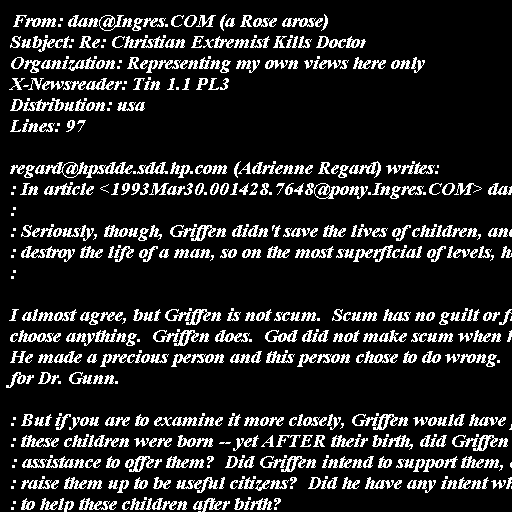 From: dan@Ingres.COM (a Rose arose)
Subject: Re: Christian Extremist Kills Doctor
Organization: Representing my own views here only
X-Newsreader: Tin 1.1 PL3
Distribution: usa
Lines: 97

regard@hpsdde.sdd.hp.com (Adrienne Regard) writes:
: In article <1993Mar30.001428.7648@pony.Ingres.COM>
:
: Seriously, though, Griffen didn't save the lives of children,
: destroy the life of a man, so on the most superficial of levels,
:

I almost agree, but Griffen is not scum.  Scum has no guilt or
choose anything.  Griffen does.  God did not make scum when
He made a precious person and this person chose to do wrong.
for Dr. Gunn.

: But if you are to examine it more closely, Griffen would have
: these children were born -- yet AFTER their birth, did Griffen
: assistance to offer them?  Did Griffen intend to support them,
: raise them up to be useful citizens?  Did he have any intent
: to help these children after birth?